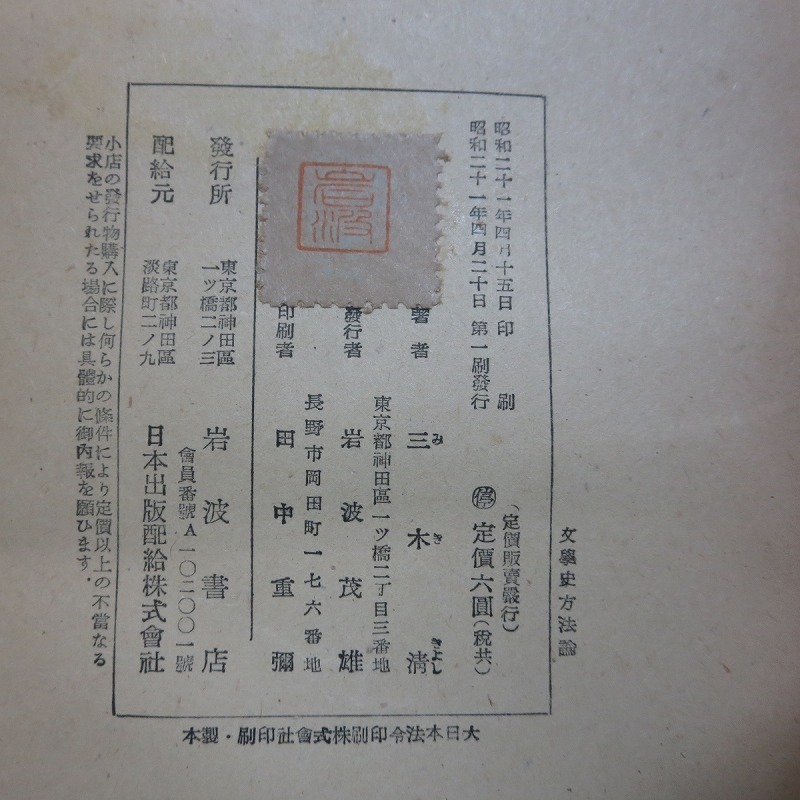 文學史方法論
昭和二十一年四月十五日 印刷
昭和二十一年四月二十日 第一刷發行
(定價販賣嚴行)
停 定價六圓(稅共)
著者 三木淸
み き きよし
東京都神田區一ツ橋二丁目三番地
發行者 岩波茂雄
長野市岡田町一七六番地
印刷者 田中重彌
岩波
發行所 東京都神田區一ツ橋二ノ三 岩波書店
會員番號A一〇二〇〇一號
配給元 東京都神田區淡路町二ノ九 日本出版配給株式會社
小店の發行物購入に際し何らかの條件により定價以上の不當なる
要求をせられたる場合には具體的に御內報を願ひます.
大日本法令印刷株式會社印刷・製本